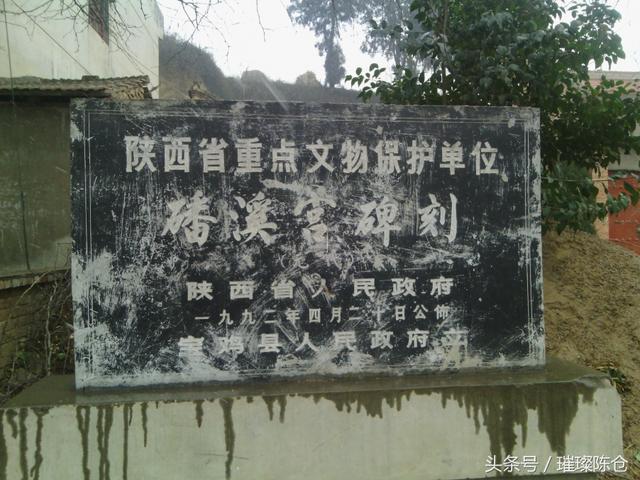 陕西省重点文物保护单位
磻溪宫碑刻
陕西省人民政府
一九九二年四月二十日公佈
宝鸡县人民政府立
头条号／璀璨陈仓